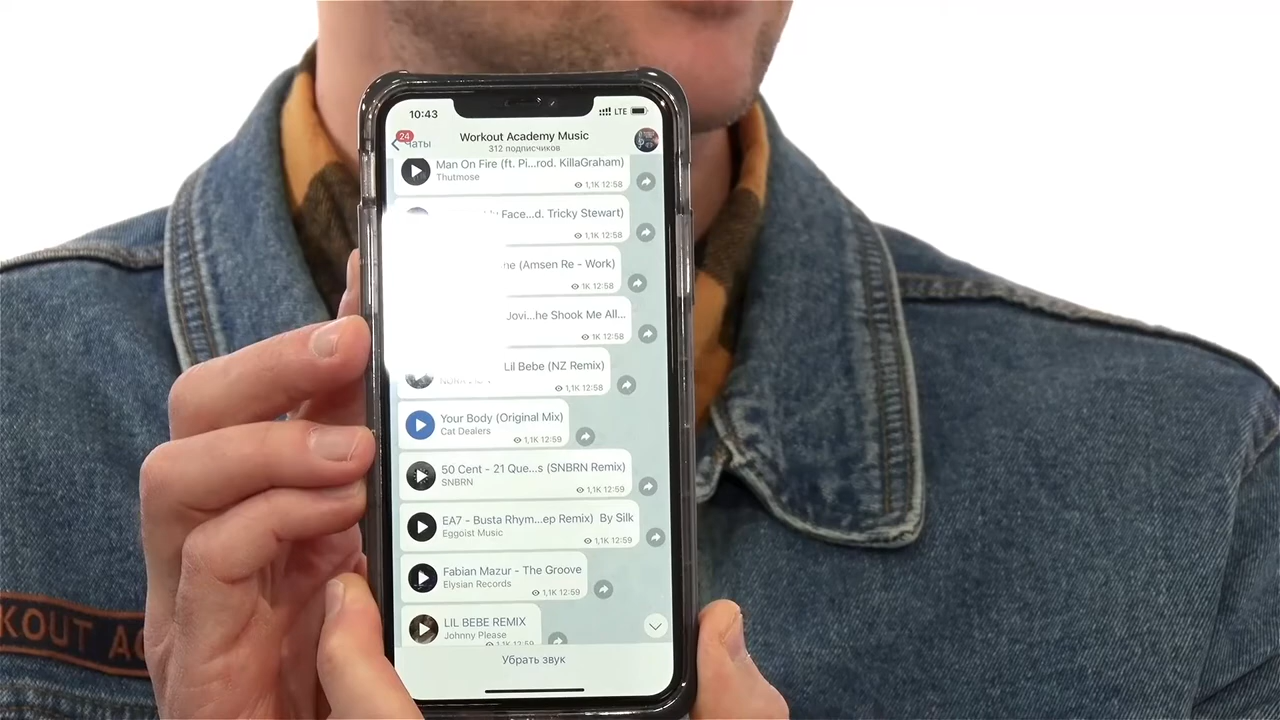 10:43
LTE
24
Чаты
Workout Academy Music
312 подписчиков
Man On Fire (ft. Pi...rod. KillaGraham)
Thutmose
1,1K 12:58
Face...d. Tricky Stewart)
1,1K 12:58
(Amsen Re - Work)
1K 12:58
Jovi...he Shook Me All...
1K 12:58
Lil Bebe (NZ Remix)
1,1K 12:58
Your Body (Original Mix)
Cat Dealers
1,1K 12:59
50 Cent - 21 Que...s (SNBRN Remix)
SNBRN
1,1K 12:59
EA7 - Busta Rhym...ep Remix) By Silk
Eggoist Music
1,1K 12:59
Fabian Mazur - The Groove
Elysian Records
1,1K 12:59
LIL BEBE REMIX
Johnny Please
1,1K 12:59
Убрать звук
KOUT AC